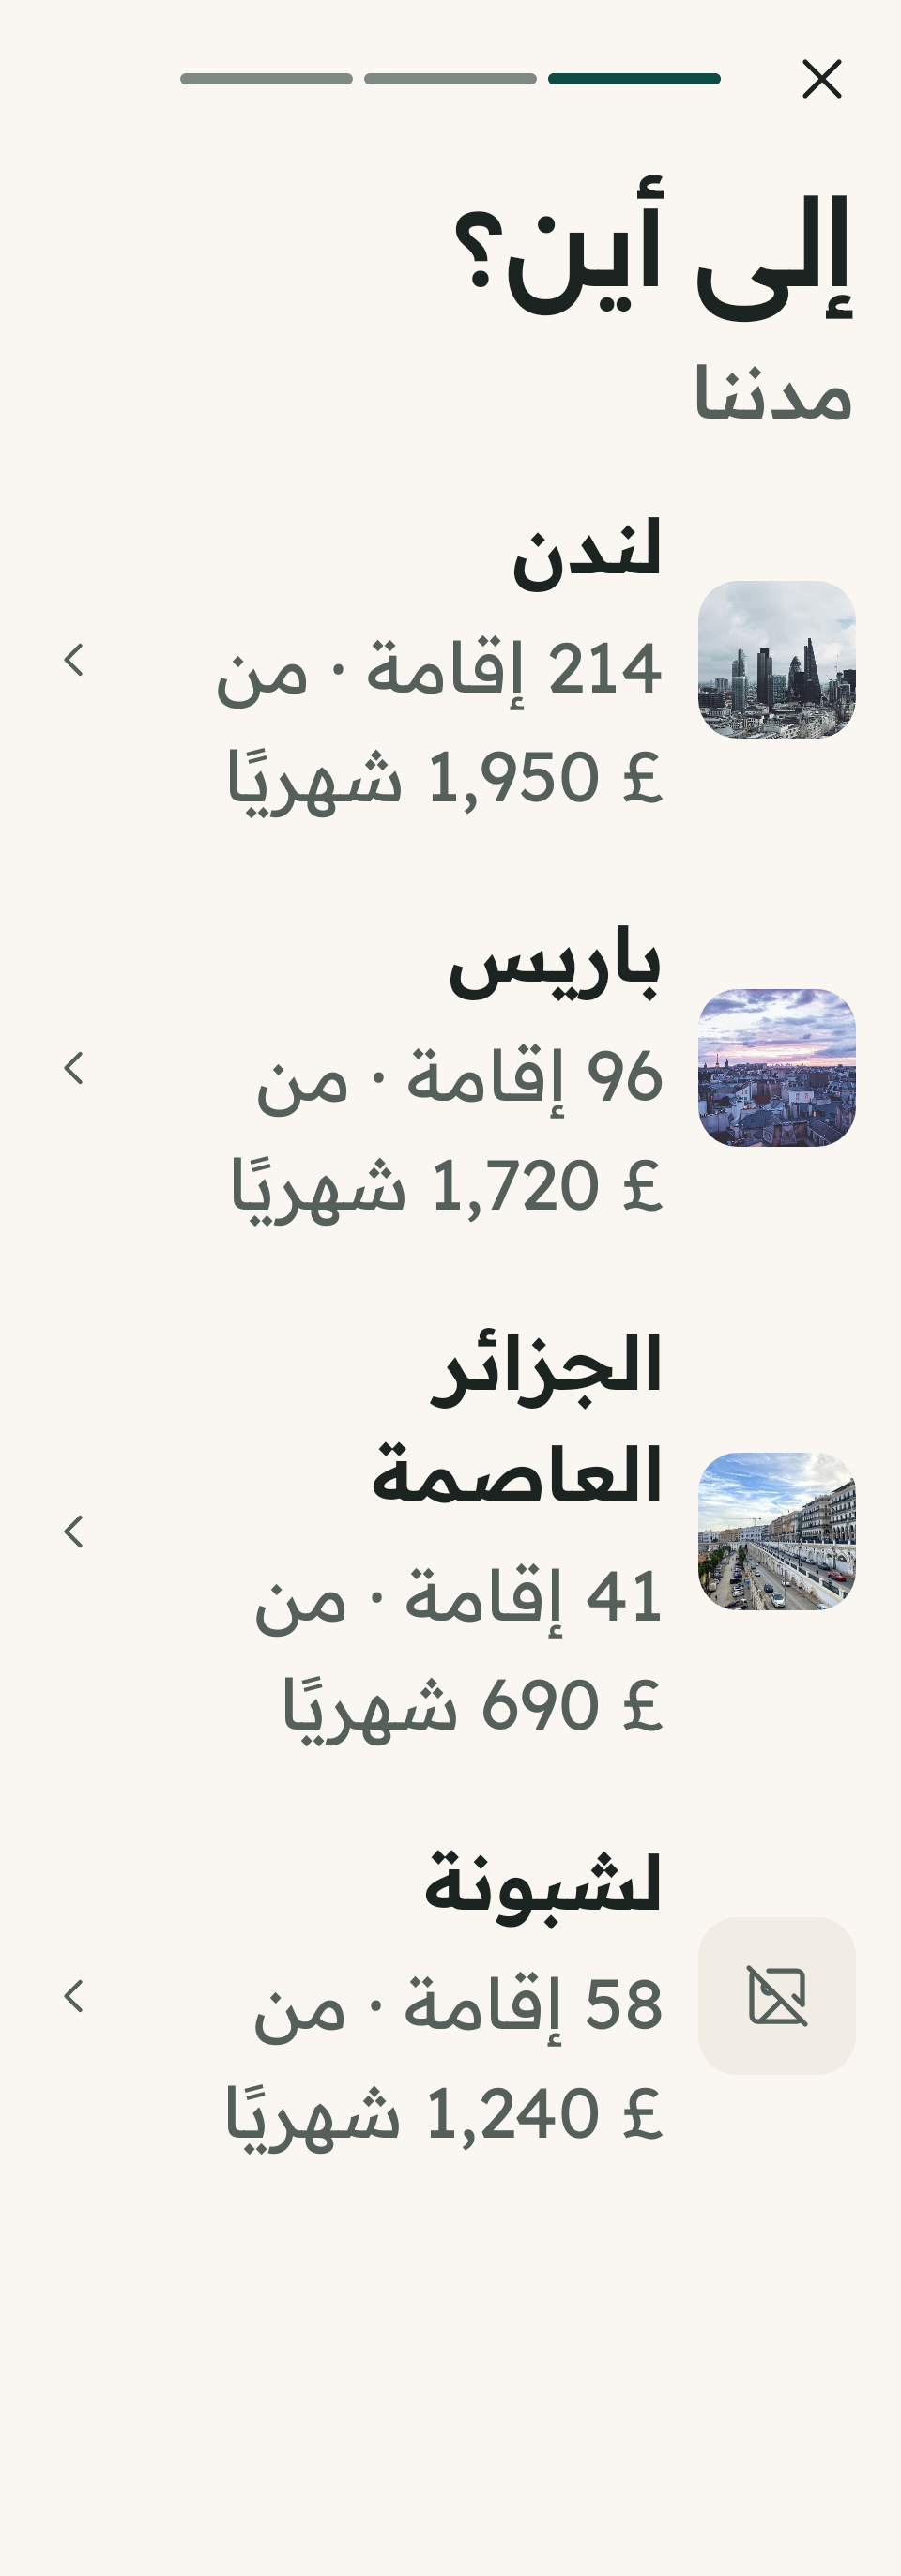 إلى أين؟
مدننا
لندن
214 إقامة · من
£ 1,950 شهريًا
باريس
96 إقامة · من
£ 1,720 شهريًا
الجزائر
العاصمة
41 إقامة · من
£ 690 شهريًا
لشبونة
58 إقامة · من
£ 1,240 شهريًا